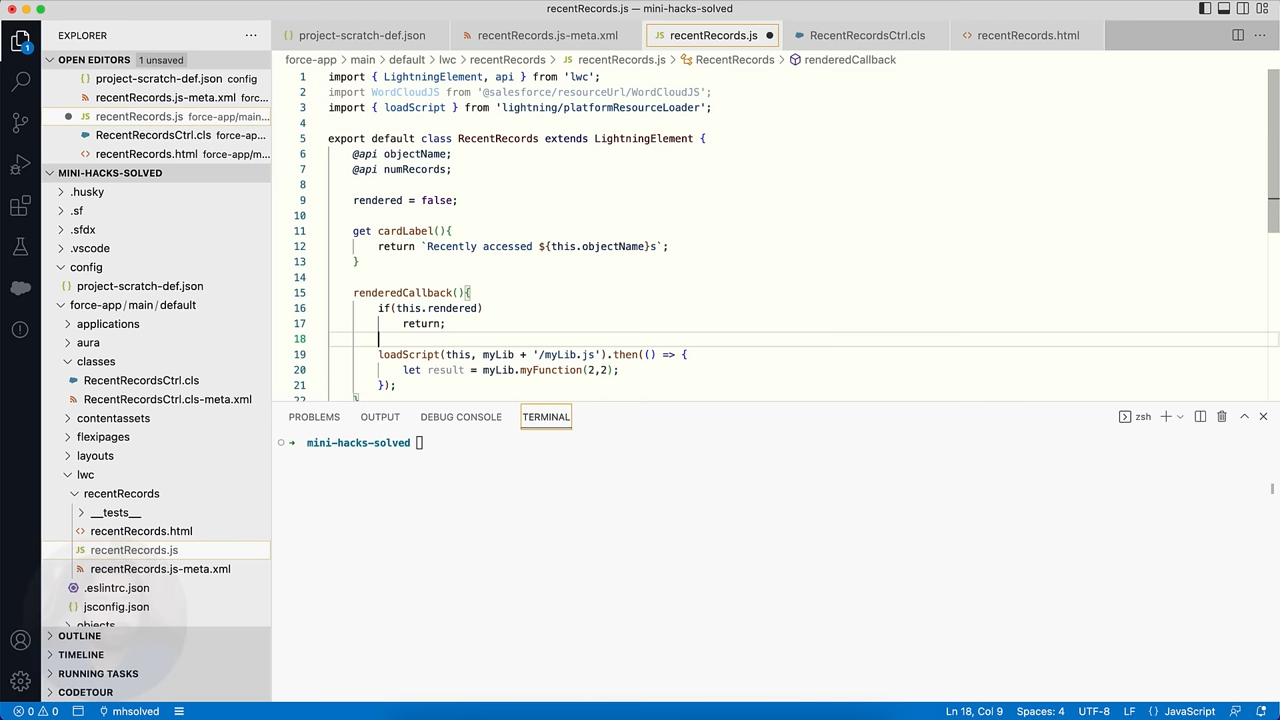 recentRecords.js — mini-hacks-solved
EXPLORER
project-scratch-def.json
recentRecords.js-meta.xml
recentRecords.js
RecentRecordsCtrl.cls
recentRecords.html
OPEN EDITORS 1 unsaved
project-scratch-def.json config
recentRecords.js-meta.xml forc...
recentRecords.js force-app/main...
RecentRecordsCtrl.cls force-ap...
recentRecords.html force-app/m...
MINI-HACKS-SOLVED
.husky
.sf
.sfdx
.vscode
config
project-scratch-def.json
force-app/main/default
applications
aura
classes
RecentRecordsCtrl.cls
RecentRecordsCtrl.cls-meta.xml
contentassets
flexipages
layouts
lwc
recentRecords
__tests__
recentRecords.html
recentRecords.js
recentRecords.js-meta.xml
.eslintrc.json
jsconfig.json
objects
OUTLINE
TIMELINE
RUNNING TASKS
CODETOUR
force-app > main > default > lwc > recentRecords > recentRecords.js > RecentRecords > renderedCallback
1 import { LightningElement, api } from 'lwc';
2 import WordCloudJS from '@salesforce/resourceUrl/WordCloudJS';
3 import { loadScript } from 'lightning/platformResourceLoader';
4
5 export default class RecentRecords extends LightningElement {
6 @api objectName;
7 @api numRecords;
8
9 rendered = false;
10
11 get cardLabel(){
12 return `Recently accessed ${this.objectName}s`;
13 }
14
15 renderedCallback(){
16 if(this.rendered)
17 return;
18
19 loadScript(this, myLib + '/myLib.js').then(() => {
20 let result = myLib.myFunction(2,2);
21 });
22 }
PROBLEMS OUTPUT DEBUG CONSOLE TERMINAL
zsh
mini-hacks-solved
1
0 0 mhsolved
Ln 18, Col 9 Spaces: 4 UTF-8 LF {} JavaScript